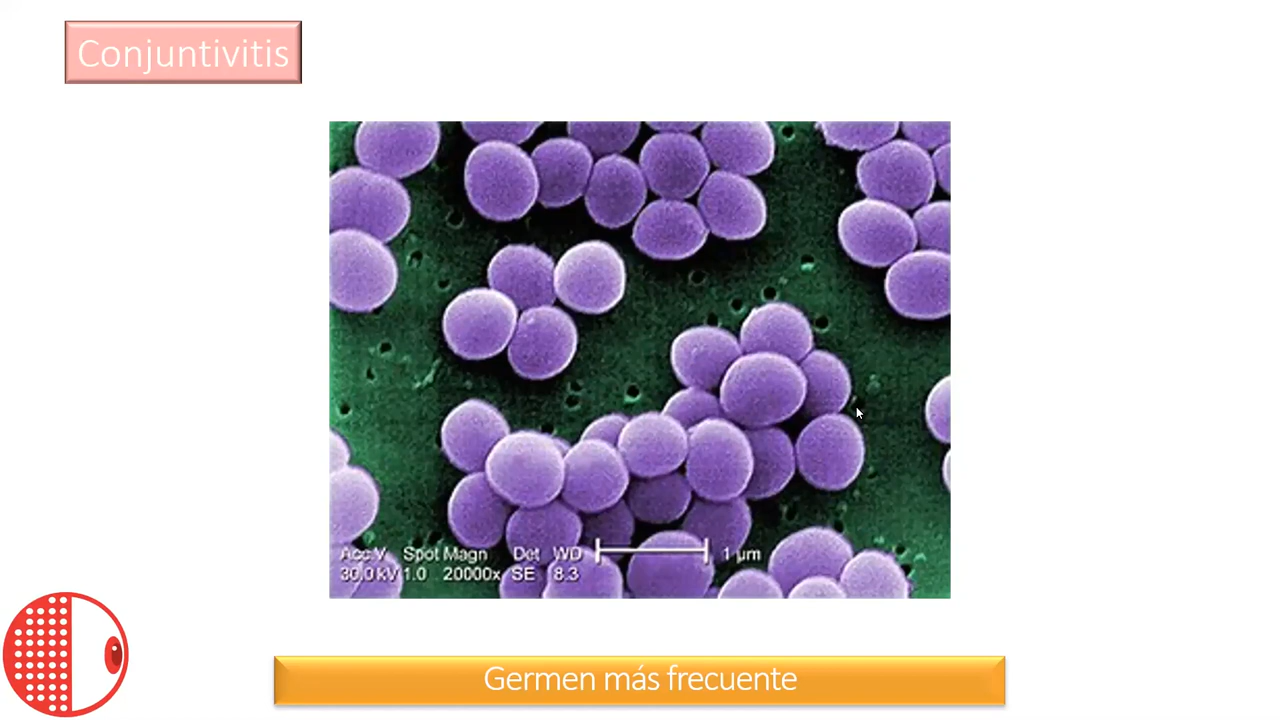 Conjuntivitis
Acc.V Spot Magn Det WD
30.0 kV 1.0 20000x SE 8.3
1 µm
Germen más frecuente